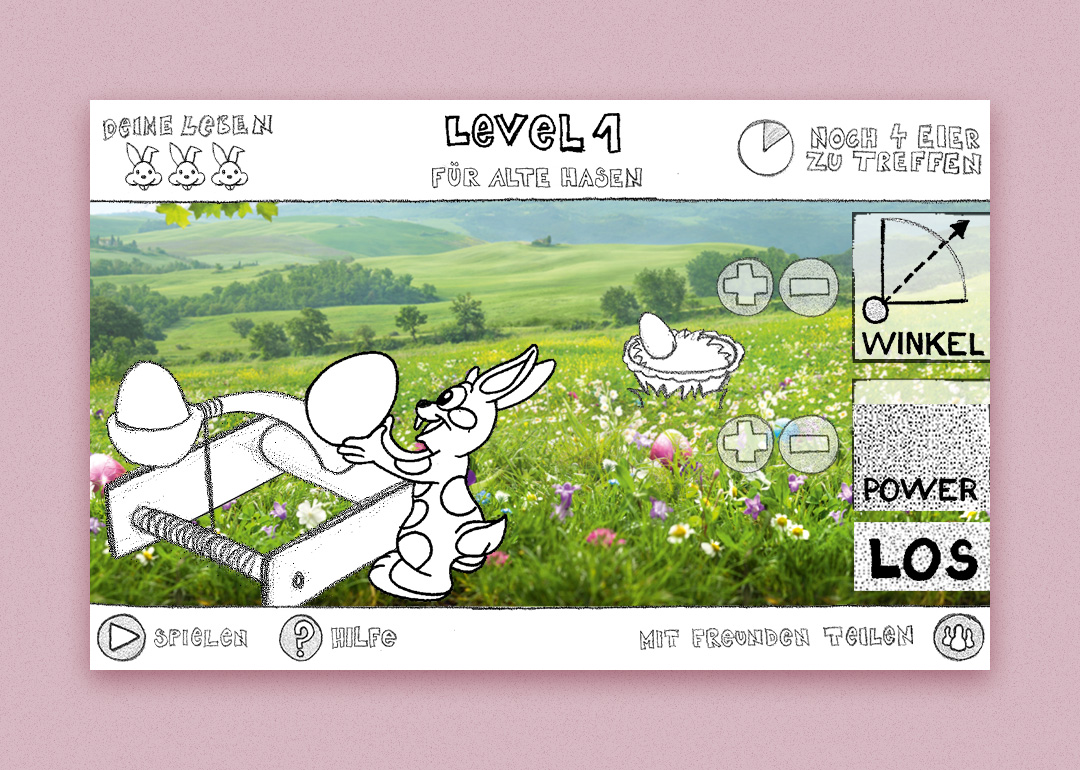 DEINE LEBEN
LEVEL 1
FÜR ALTE HASEN
NOCH 4 EIER
ZU TREFFEN
WINKEL
POWER
LOS
SPIELEN
? HILFE
MIT FREUNDEN TEILEN